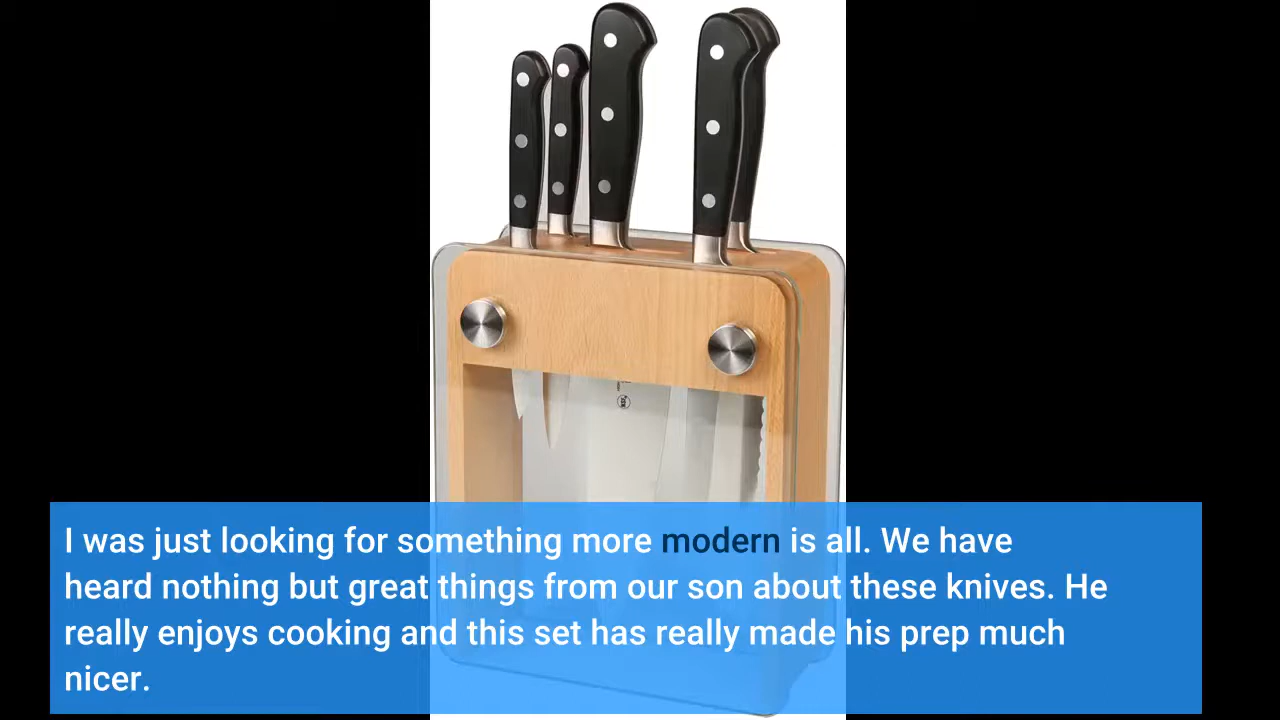 I was just looking for something more modern is all. We have
heard nothing but great things from our son about these knives. He
really enjoys cooking and this set has really made his prep much
nicer.